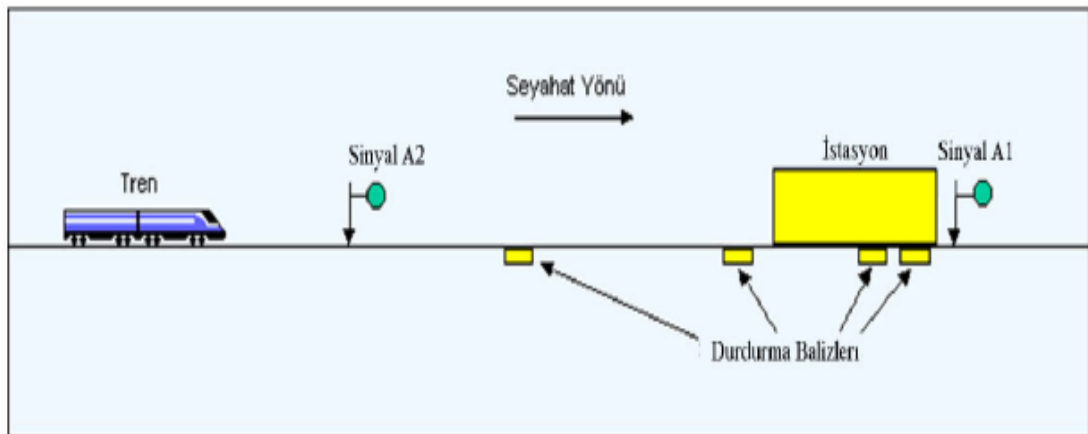 Seyahat Yönü
Sinyal A2
İstasyon
Sinyal A1
Tren
Durdurma Balizleri